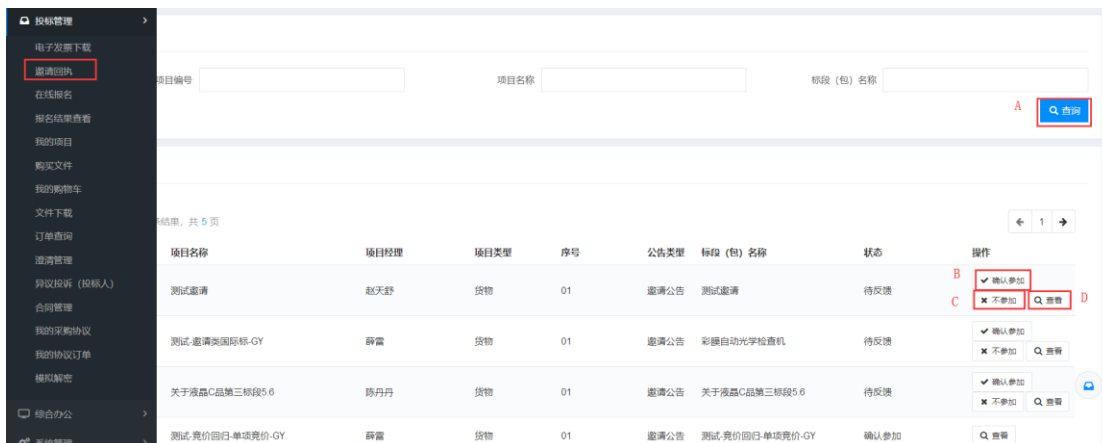 投标管理
电子发票下载
邀请回执
在线报名
报名结果查看
我的项目
购买文件
我的购物车
文件下载
订单查询
澄清管理
异议投诉（投标人）
合同管理
我的采购协议
我的协议订单
模拟解密
综合办公
系统管理
项目编号 项目名称 标段（包）名称
A 查询
结果，共 5 页 1
项目名称 项目经理 项目类型 序号 公告类型 标段（包）名称 状态 操作
测试邀请 赵天舒 货物 01 邀请公告 测试邀请 待反馈 B 确认参加
C 不参加 查看 D
测试-邀请类国际标-GY 薛雷 货物 01 邀请公告 彩膜自动光学检查机 待反馈 确认参加
不参加 查看
关于液晶C品第三标段5.6 陈丹丹 货物 01 邀请公告 关于液晶C品第三标段5.6 待反馈 确认参加
不参加 查看
测试-竞价回归-单项竞价-GY 薛雷 货物 01 邀请公告 测试-竞价回归-单项竞价-GY 确认参加 查看